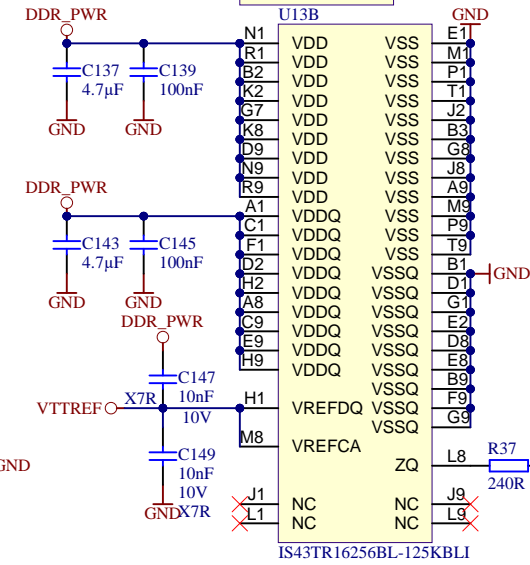 DDR_PWR
U13B
GND
N1 VDD VSS E1
R1 VDD VSS M1
B2 VDD VSS P1
K2 VDD VSS T1
G7 VDD VSS J2
K8 VDD VSS B3
D9 VDD VSS G8
N9 VDD VSS J8
R9 VDD VSS A9
A1 VDDQ VSS M9
C1 VDDQ VSS P9
F1 VDDQ VSS T9
D2 VDDQ VSSQ B1
H2 VDDQ VSSQ D1
A8 VDDQ VSSQ G1
C9 VDDQ VSSQ E2
E9 VDDQ VSSQ D8
H9 VDDQ VSSQ E8
VSSQ B9
H1 VREFDQ VSSQ F9
VSSQ G9
M8 VREFCA
ZQ L8
J1 NC NC J9
L1 NC NC L9
IS43TR16256BL-125KBLI
C137
4.7µF
GND
C139
100nF
GND
DDR_PWR
C143
4.7µF
GND
C145
100nF
GND
DDR_PWR
C147
10nF
10V
X7R
VTTREF
C149
10nF
10V
X7R
GND
GND
GND
R37
240R